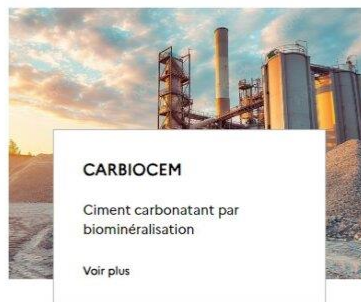 CARBIOCEM
Ciment carbonatant par
biominéralisation
Voir plus